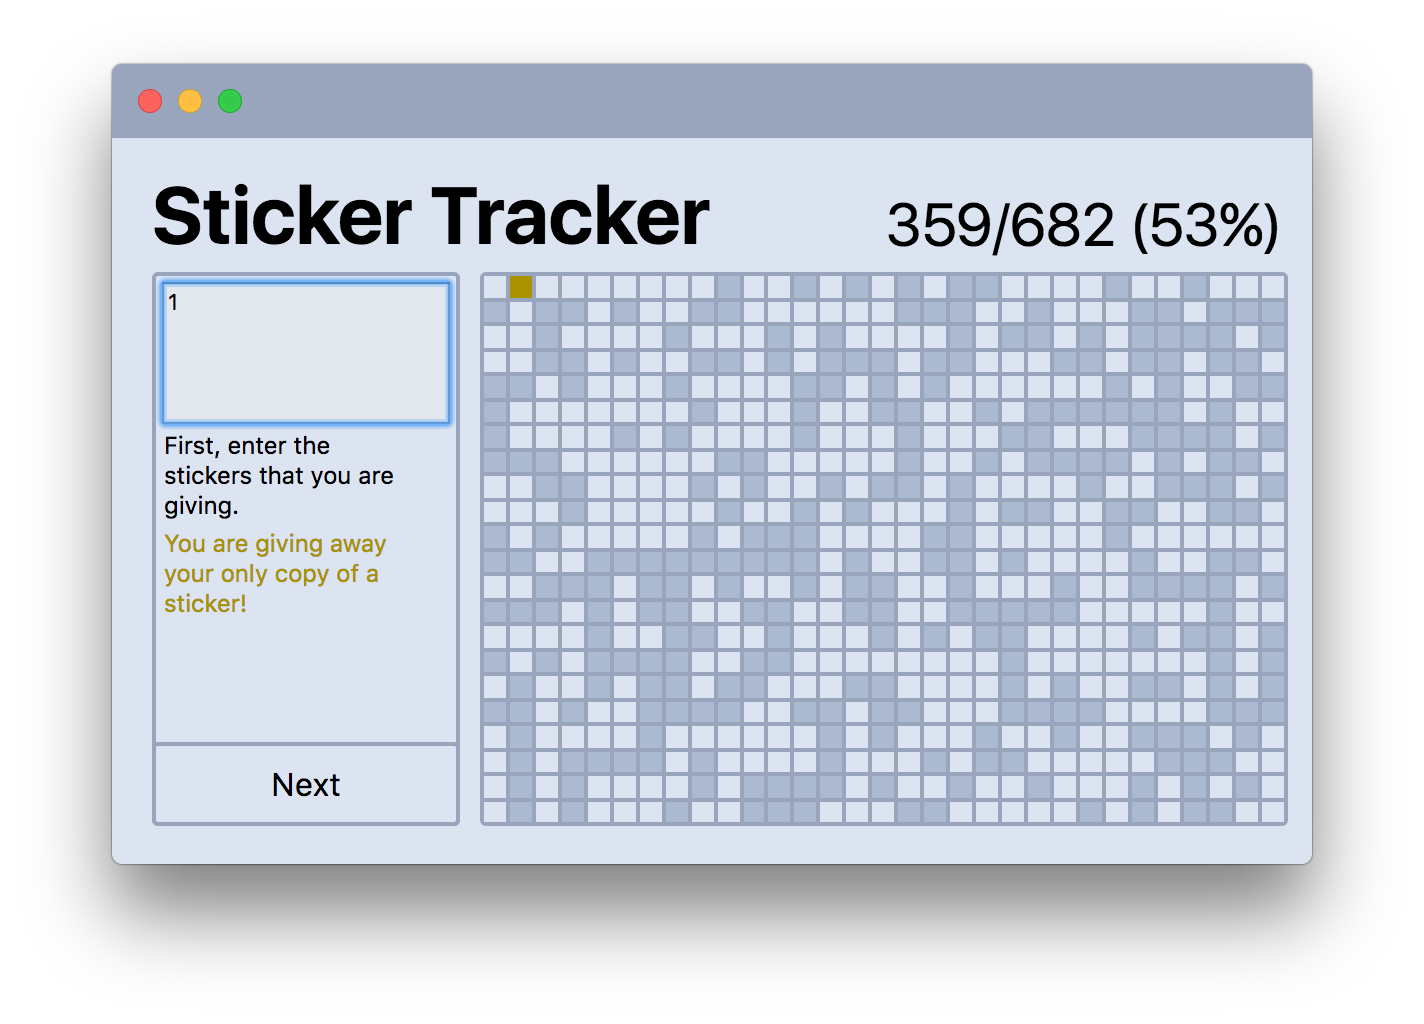 Sticker Tracker
359/682 (53%)
1
First, enter the
stickers that you are
giving.
You are giving away
your only copy of a
sticker!
Next